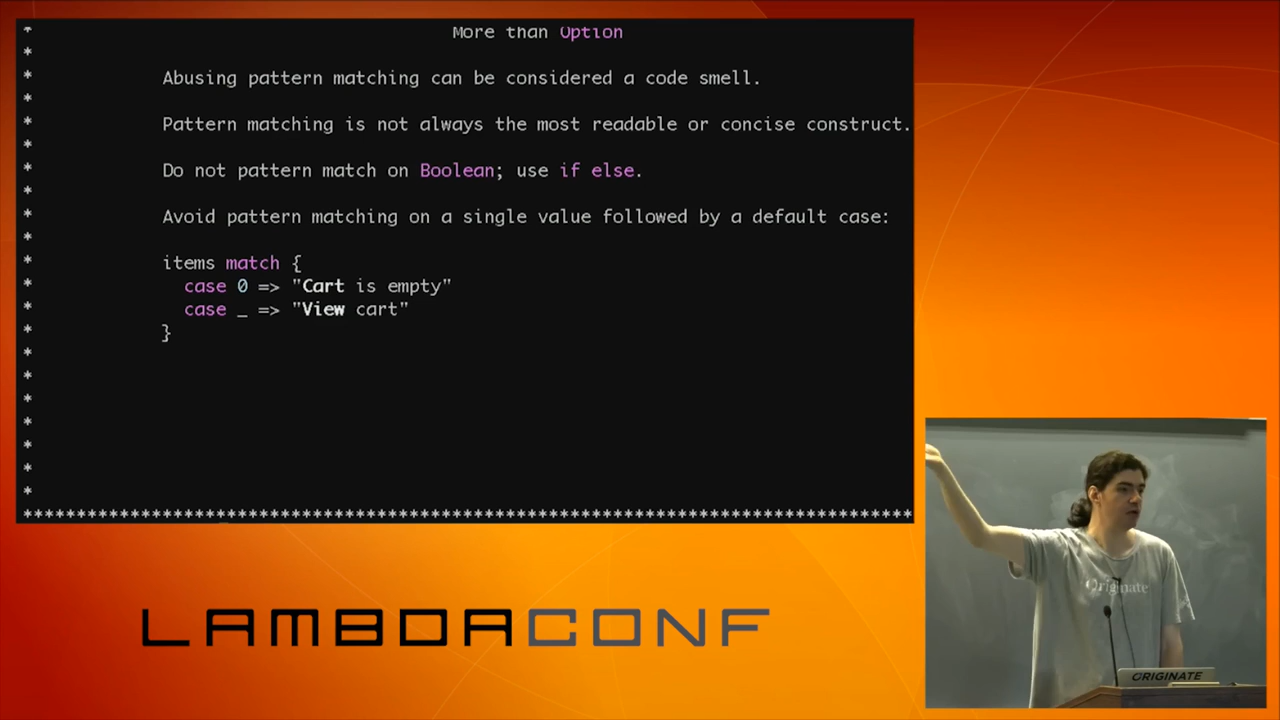 * More than Option
*
* Abusing pattern matching can be considered a code smell.
*
* Pattern matching is not always the most readable or concise construct.
*
* Do not pattern match on Boolean; use if else.
*
* Avoid pattern matching on a single value followed by a default case:
*
* items match {
* case 0 => "Cart is empty"
* case _ => "View cart"
* }
*
*
*
*
*
*
*
***********************************************************************************
LAMBDACONF
Originate
ORIGINATE